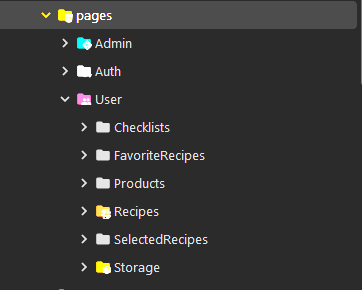 pages
Admin
Auth
User
Checklists
FavoriteRecipes
Products
Recipes
SelectedRecipes
Storage